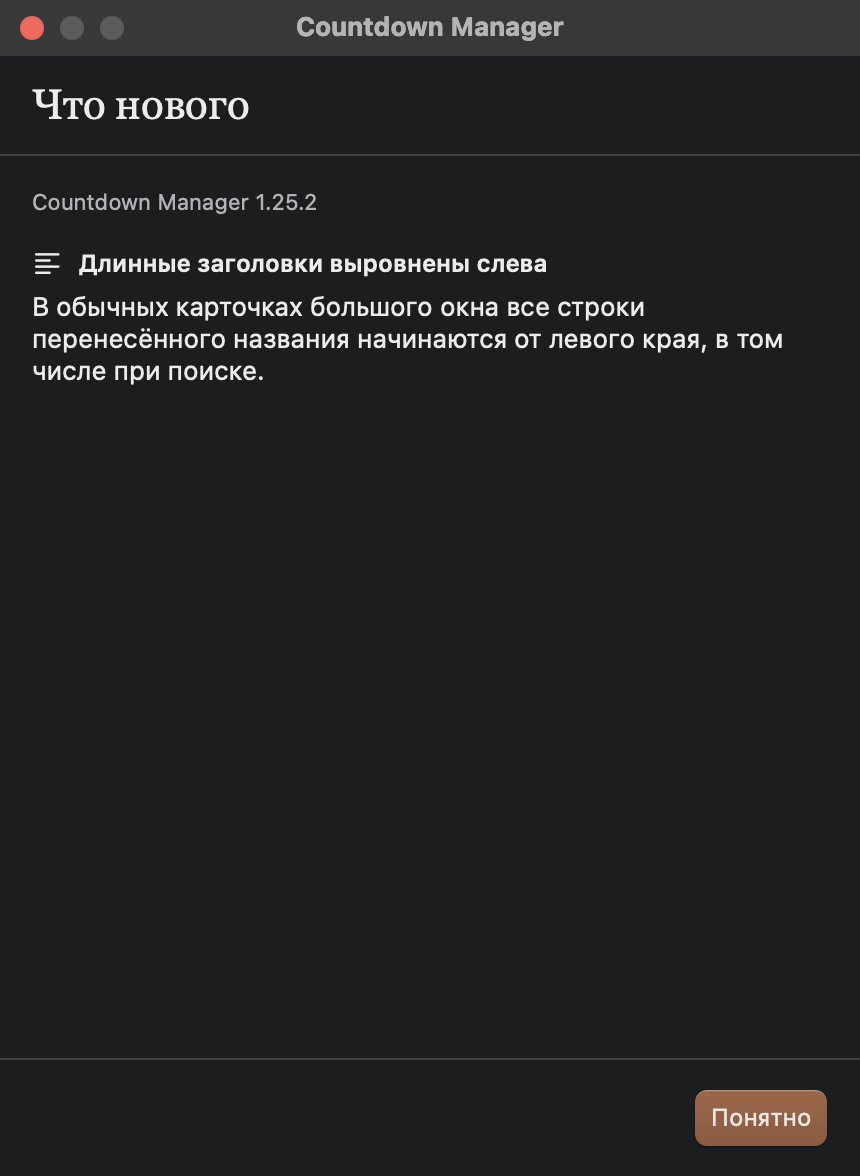 Countdown Manager
Что нового
Countdown Manager 1.25.2
Длинные заголовки выровнены слева
В обычных карточках большого окна все строки
перенесённого названия начинаются от левого края, в том
числе при поиске.
Понятно